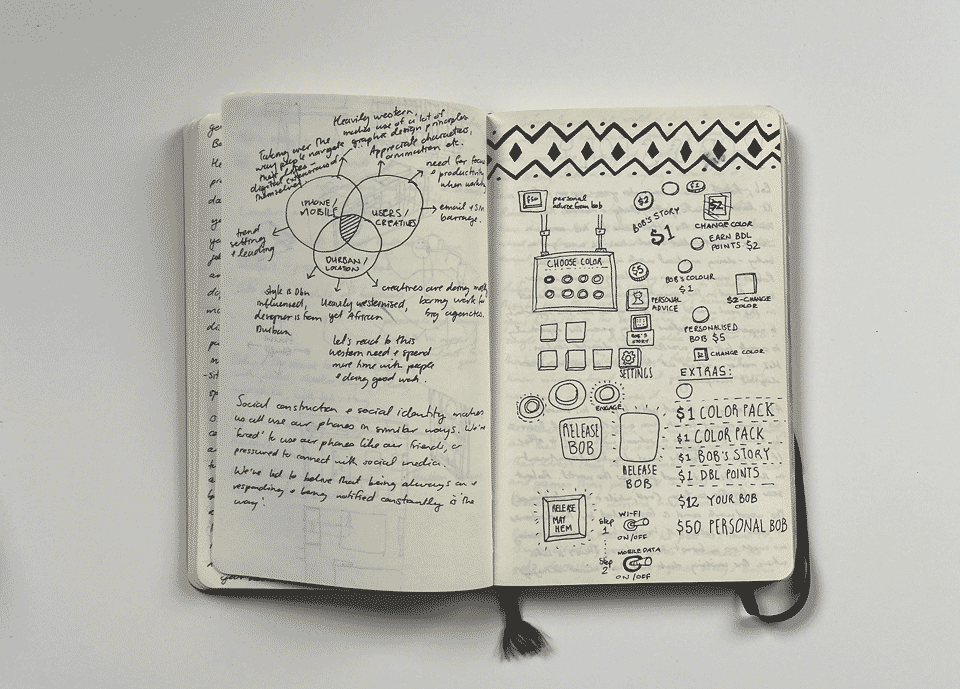 Heavily western,
makes use of a lot of
graphic design principles
Taking over the
way people navigate
their lives –
digital extensions of
themselves
Appreciate characters,
animation etc.
need for focus
+ productivity
when working
email + sm
barrage.
IPHONE/
MOBILE
USERS/
CREATIVES
DURBAN/
LOCATION
trend
setting
+ leading
style is Dbn
influenced,
designer is from
Durban
Heavily westernised,
yet African
creatives are doing
boring work for
big agencies.
let's react to this
western need + spend
more time with people
+ doing good work.
Social construction + social identity makes
us all use our phones in similar ways. We're
'forced' to use our phones like our friends, or
pressured to connect with social media.
We're led to believe that being always on +
responding + being notified constantly is the
way.
$50
personal
advice from bob
$2
$1
BOB'S STORY
$1
$2
CHANGE COLOR
EARN BDL
POINTS $2
CHOOSE COLOR
$5
PERSONAL
ADVICE
BOB'S COLOUR
$1
$2-CHANGE
COLOR
BOB'S
STORY
PERSONALISED
BOB $5
SETTINGS
CHANGE COLOR
EXTRAS:
ENGAGE
RELEASE
BOB
RELEASE
BOB
$1 COLOR PACK
$1 COLOR PACK
$1 BOB'S STORY
$1 DBL POINTS
$12 YOUR BOB
$50 PERSONAL BOB
RELEASE
MAY
HEM
Step
1
WI-FI
ON/OFF
Step
2
MOBILE DATA
ON/OFF